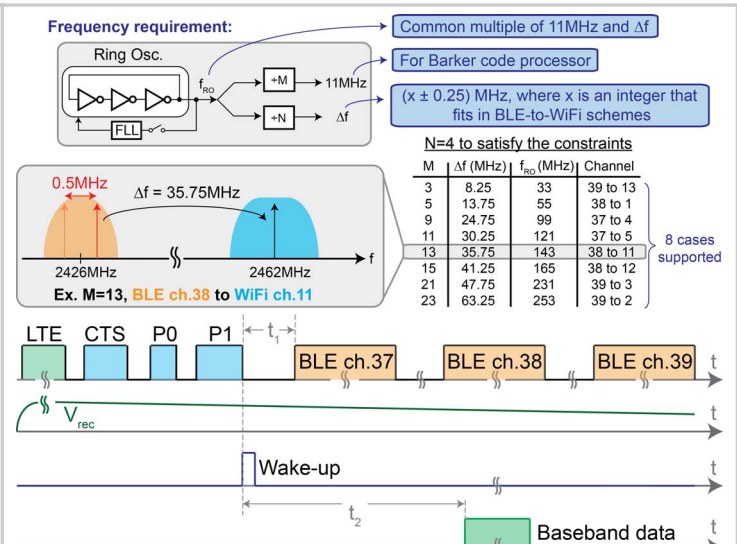 Frequency requirement:
Common multiple of 11MHz and Δf
Ring Osc.
f_RO
÷M
11MHz
For Barker code processor
FLL
÷N
Δf
(x ± 0.25) MHz, where x is an integer that
fits in BLE-to-WiFi schemes
N=4 to satisfy the constraints
M Δf (MHz) f_RO (MHz) Channel
3 8.25 33 39 to 13
5 13.75 55 38 to 1
9 24.75 99 37 to 4
11 30.25 121 37 to 5
13 35.75 143 38 to 11
15 41.25 165 38 to 12
21 47.75 231 39 to 3
23 63.25 253 39 to 2
8 cases
supported
0.5MHz
Δf = 35.75MHz
f
2426MHz
2462MHz
Ex. M=13, BLE ch.38 to WiFi ch.11
LTE CTS P0 P1 t₁
BLE ch.37 BLE ch.38 BLE ch.39 t
V_rec t
Wake-up t
t₂
Baseband data t